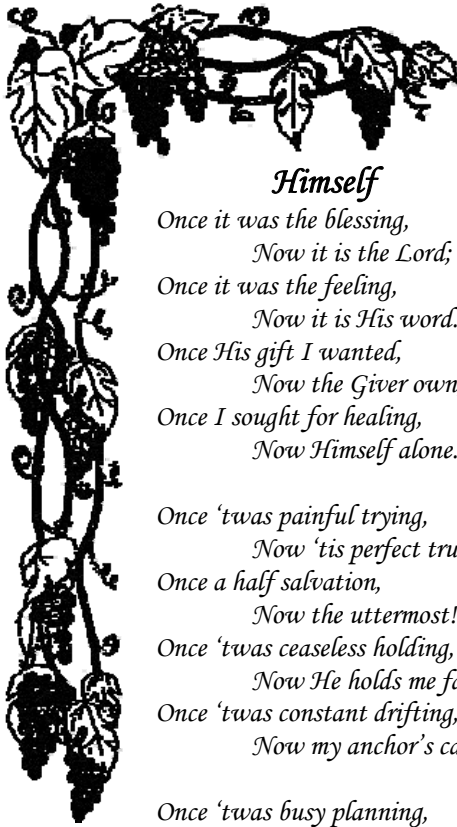 Himself
Once it was the blessing,
Now it is the Lord;
Once it was the feeling,
Now it is His word.
Once His gift I wanted,
Now the Giver own
Once I sought for healing,
Now Himself alone.
Once ‘twas painful trying,
Now ‘tis perfect
Once a half salvation,
Now the uttermost!
Once ‘twas ceaseless holding,
Now He holds me
Once ‘twas constant drifting,
Now my anchor’s
Once ‘twas busy planning,